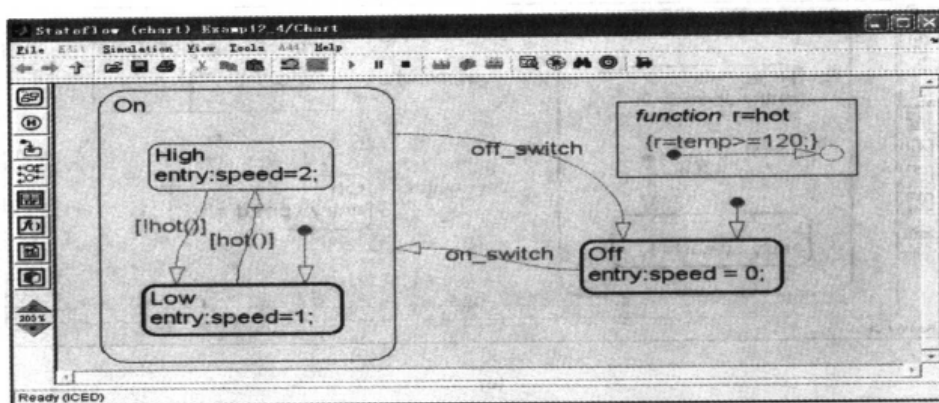 Stateflow (chart) Examp12_4/Chart
File Edit Simulation View Tools Add Help
On
High
entry:speed=2;
[!hot()]
[hot()]
Low
entry:speed=1;
off_switch
on_switch
function r=hot
{r=temp>=120;}
Off
entry:speed = 0;
203%
Ready (ICED)